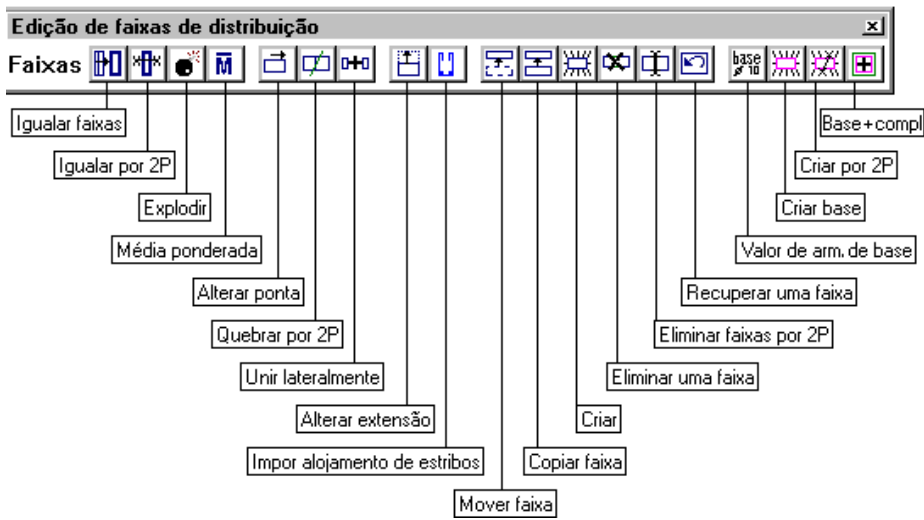 Edição de faixas de distribuição
Faixas
M
base
10
Igualar faixas
Base+compl
Igualar por 2P
Criar por 2P
Explodir
Criar base
Média ponderada
Valor de arm. de base
Alterar ponta
Recuperar uma faixa
Quebrar por 2P
Eliminar faixas por 2P
Unir lateralmente
Eliminar uma faixa
Alterar extensão
Criar
Impor alojamento de estribos
Copiar faixa
Mover faixa